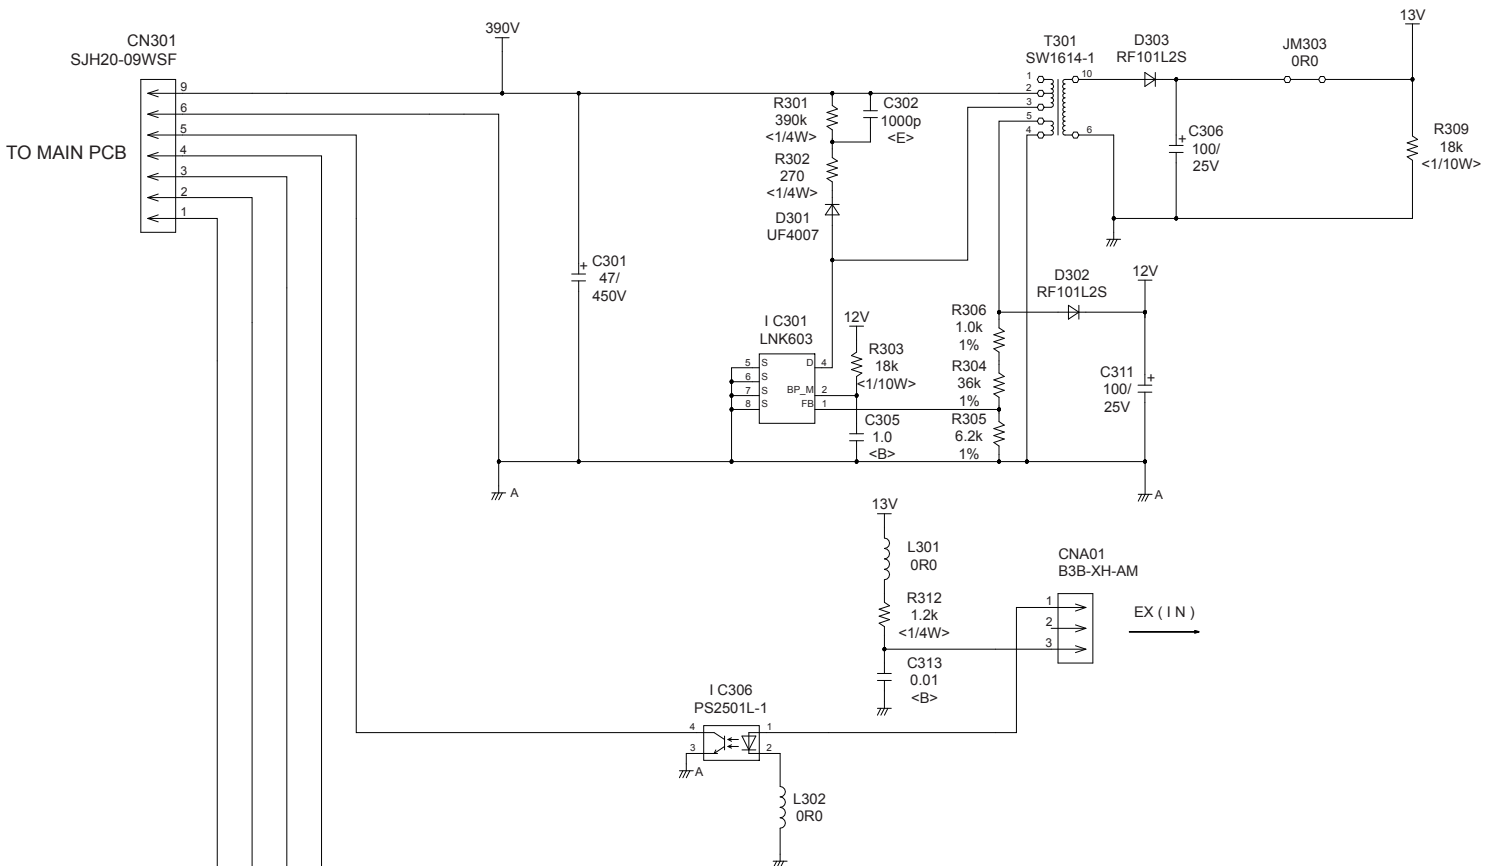 CN301
SJH20-09WSF
TO MAIN PCB
9
6
5
4
3
2
1
390V
C301
47/
450V
R301
390k
<1/4W>
C302
1000p
<E>
R302
270
<1/4W>
D301
UF4007
I C301
LNK603
5 S
6 S
7 S
8 S
D 4
BP_M 2
FB 1
12V
R303
18k
<1/10W>
C305
1.0
<B>
R306
1.0k
1%
R304
36k
1%
R305
6.2k
1%
T301
SW1614-1
1
2
3
5
4
10
6
D303
RF101L2S
JM303
0R0
13V
C306
100/
25V
R309
18k
<1/10W>
D302
RF101L2S
12V
C311
100/
25V
A
A
13V
L301
0R0
R312
1.2k
<1/4W>
C313
0.01
<B>
CNA01
B3B-XH-AM
1
2
3
EX ( I N )
I C306
PS2501L-1
4
3
1
2
A
L302
0R0